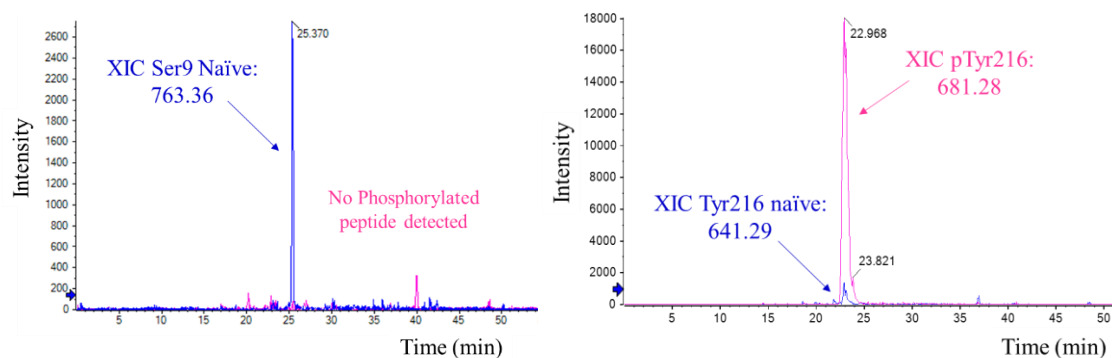 2600
2400
2200
2000
1800
1600
1400
1200
1000
800
600
400
200
0
Intensity
25.370
XIC Ser9 Naïve:
763.36
No Phosphorylated
peptide detected
5 10 15 20 25 30 35 40 45 50
Time (min)
18000
16000
14000
12000
10000
8000
6000
4000
2000
0
Intensity
22.968
XIC pTyr216:
681.28
XIC Tyr216 naïve:
641.29
23.821
5 10 15 20 25 30 35 40 45 50
Time (min)